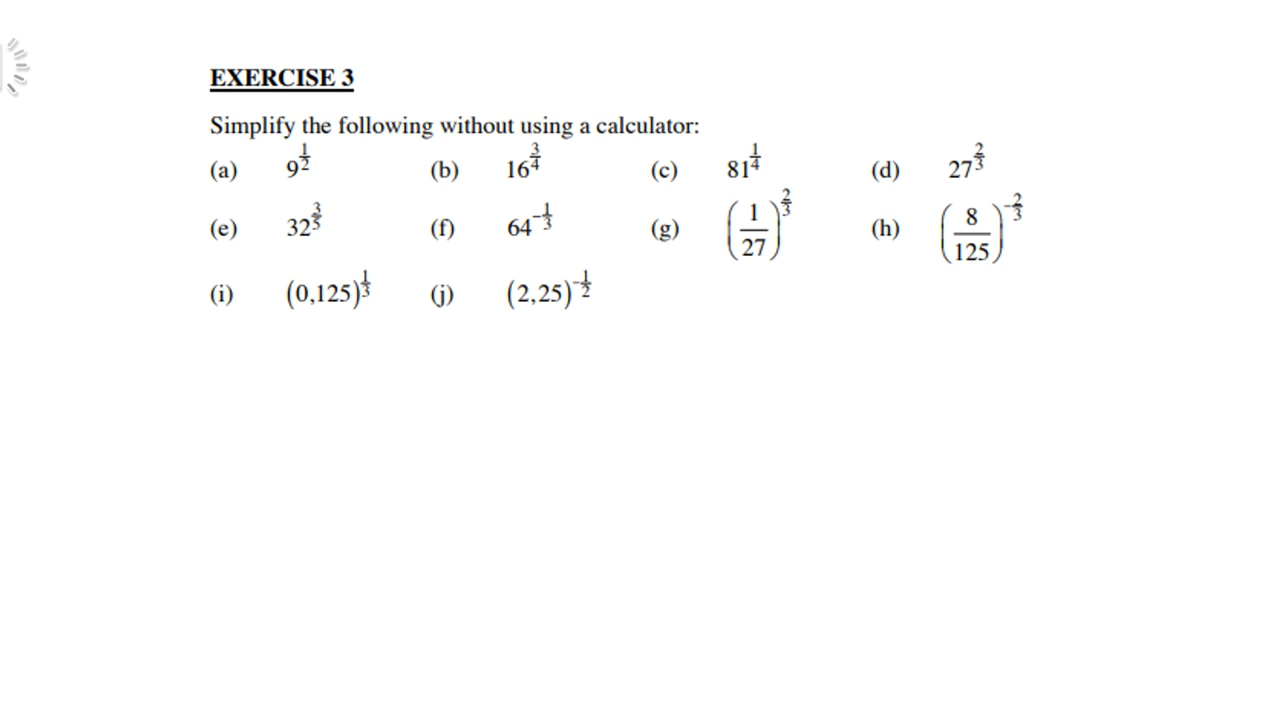 EXERCISE 3
Simplify the following without using a calculator:
(a) 9^(1/2) (b) 16^(3/4) (c) 81^(1/4) (d) 27^(2/3)
(e) 32^(3/5) (f) 64^(-1/3) (g) (1/27)^(2/3) (h) (8/125)^(-2/3)
(i) (0,125)^(1/3) (j) (2,25)^(-1/2)